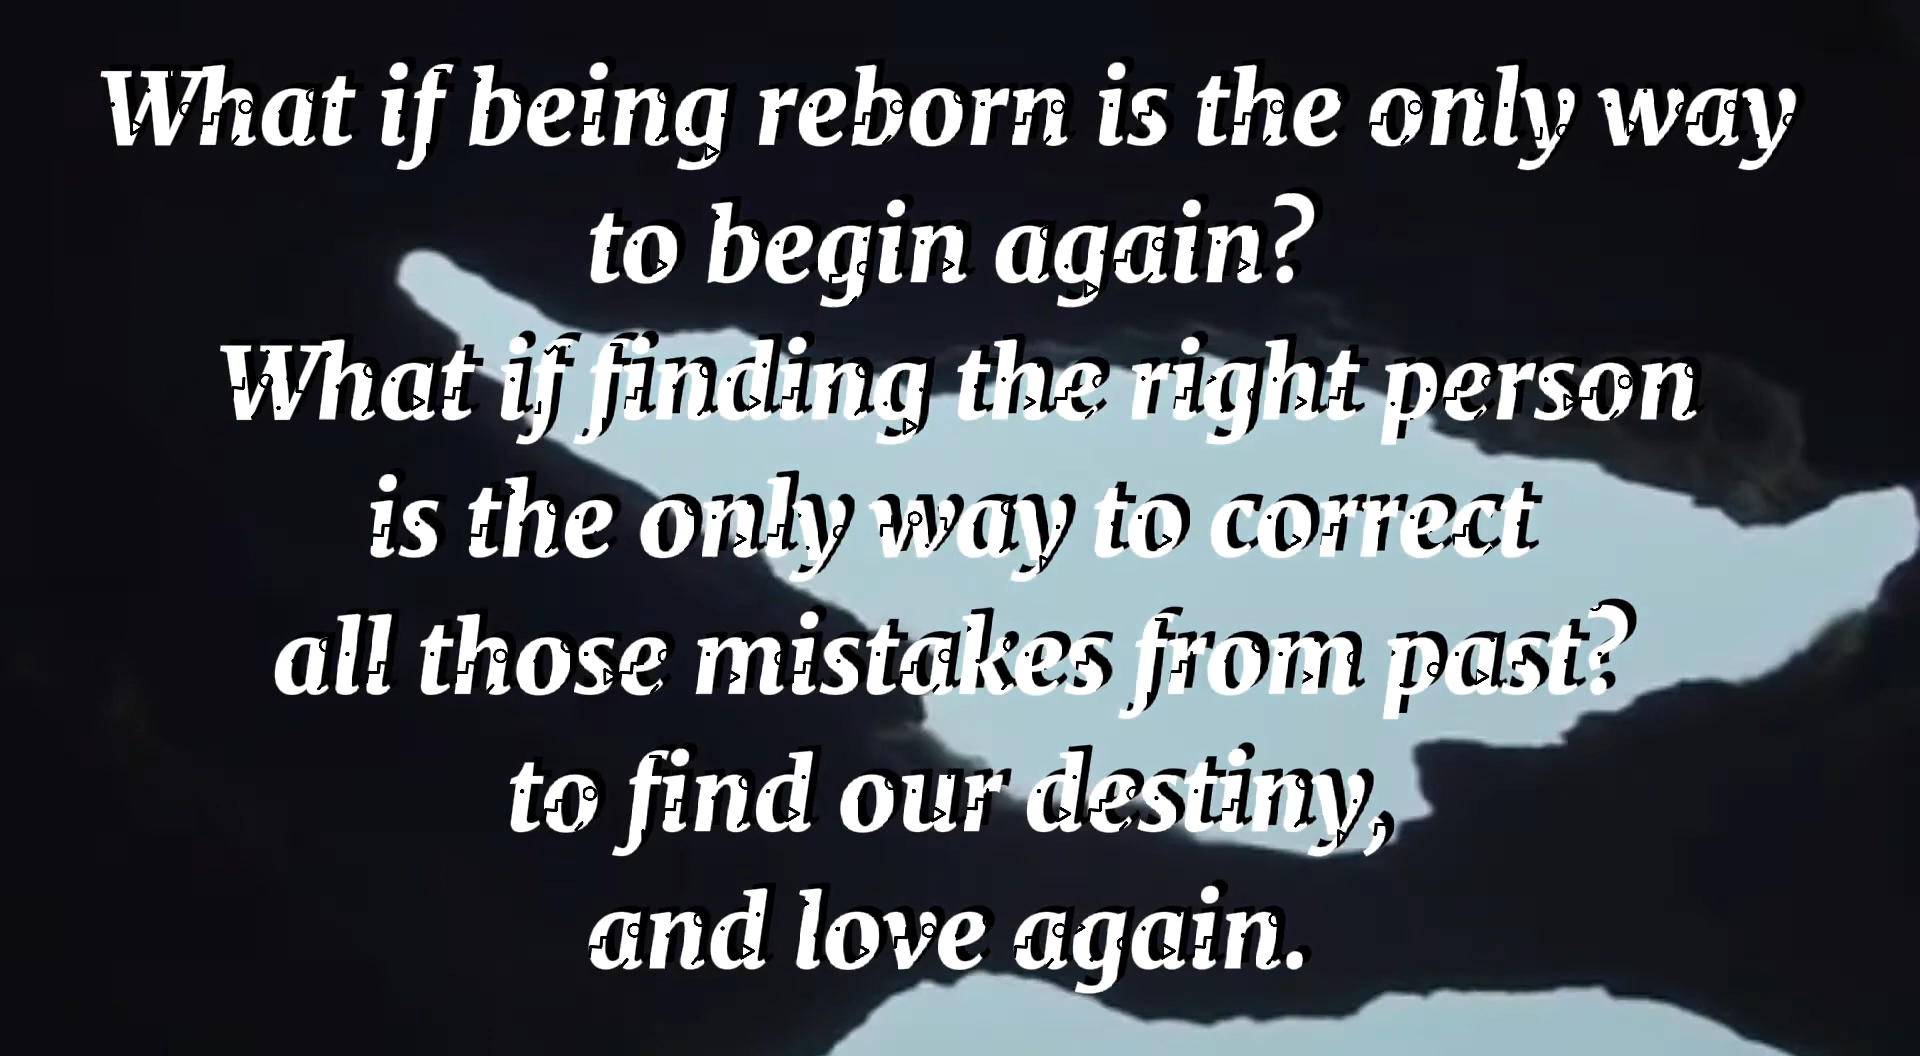 What if being reborn is the only way
to begin again?
What if finding the right person
is the only way to correct
all those mistakes from past?
to find our destiny,
and love again.